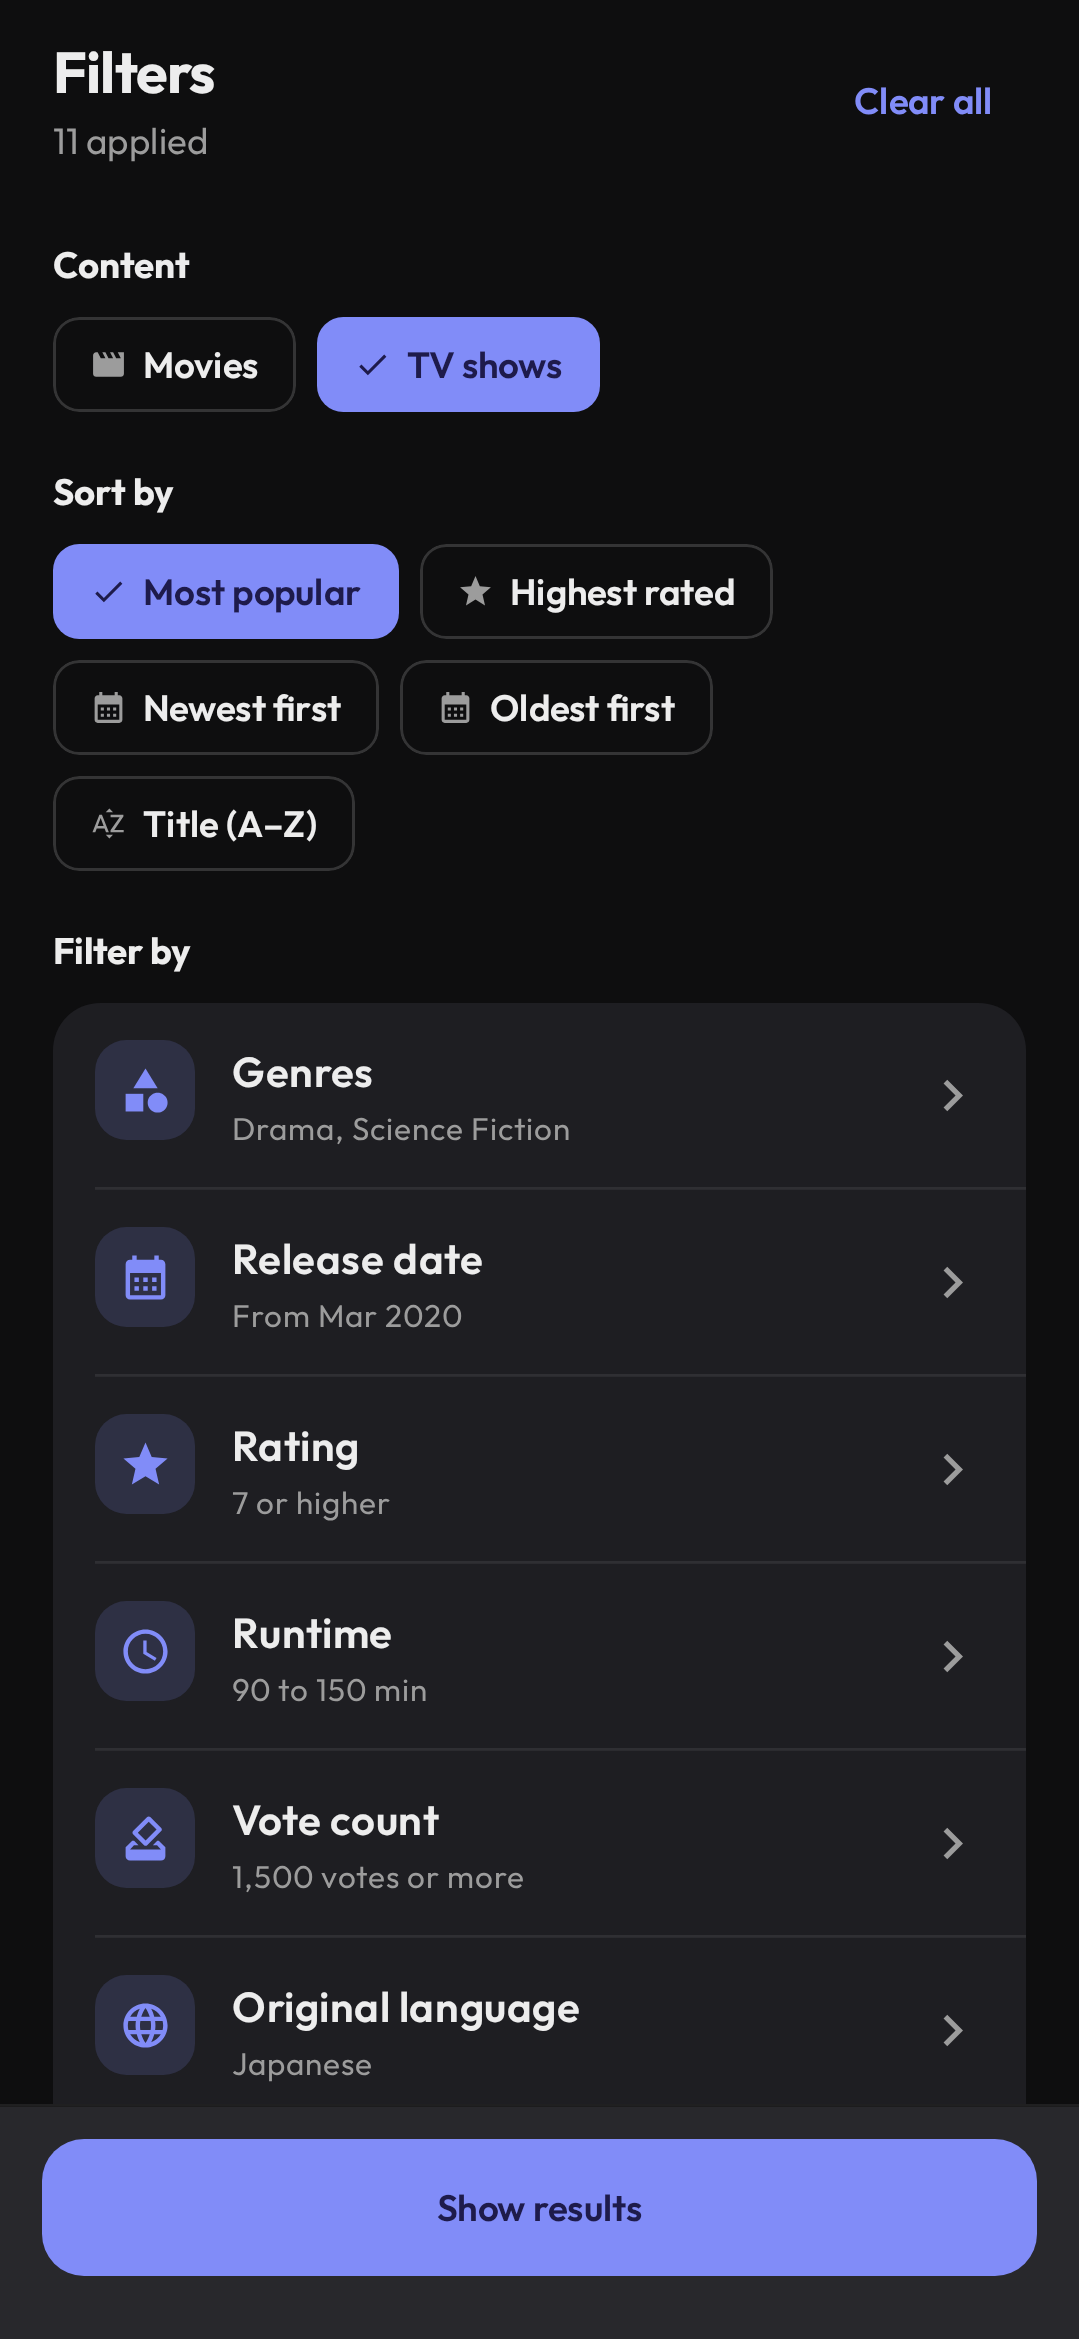 Filters
Clear all
11 applied
Content
Movies
TV shows
Sort by
Most popular
Highest rated
Newest first
Oldest first
AZ Title (A–Z)
Filter by
Genres
Drama, Science Fiction
Release date
From Mar 2020
Rating
7 or higher
Runtime
90 to 150 min
Vote count
1,500 votes or more
Original language
Japanese
Show results